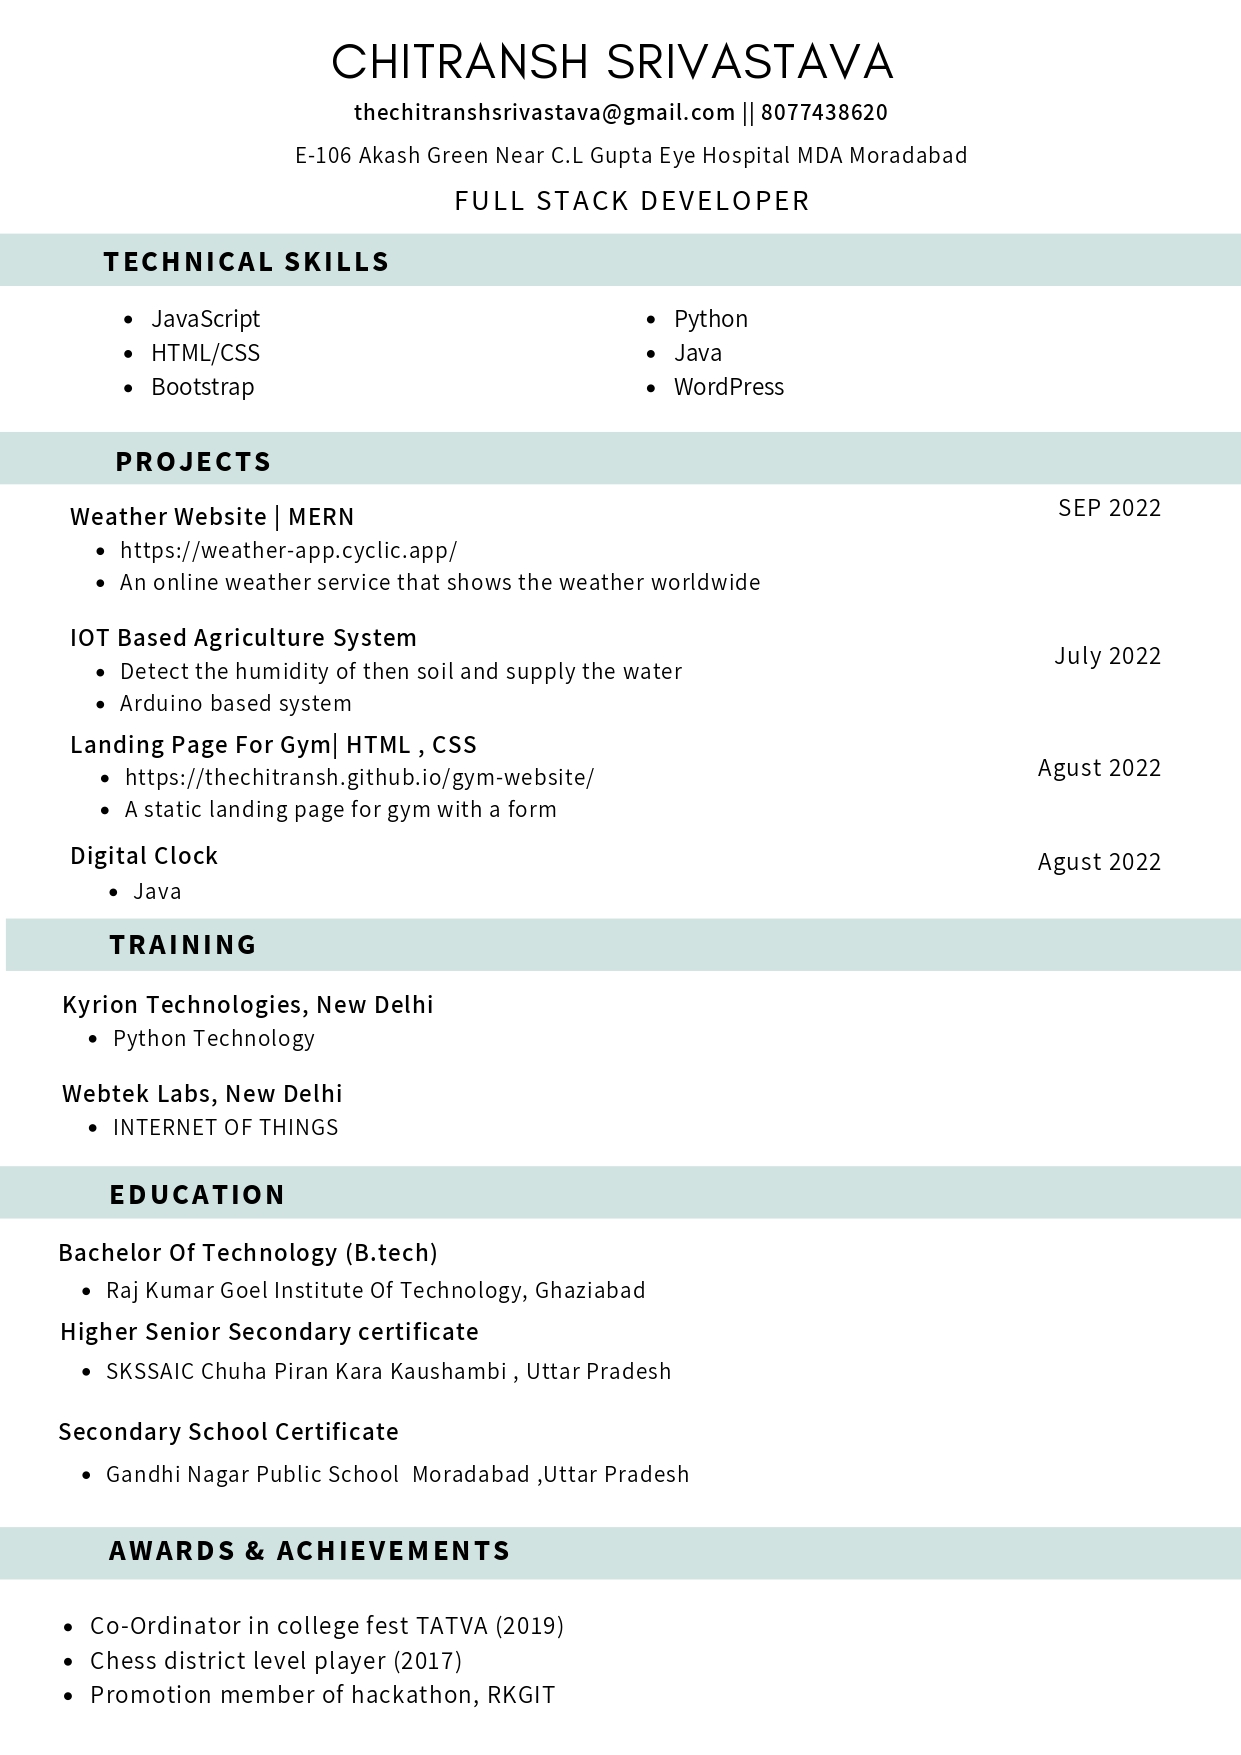 CHITRANSH SRIVASTAVA
thechitranshsrivastava@gmail.com || 8077438620
E-106 Akash Green Near C.L Gupta Eye Hospital MDA Moradabad
FULL STACK DEVELOPER
TECHNICAL SKILLS
• JavaScript
• HTML/CSS
• Bootstrap
• Python
• Java
• WordPress
PROJECTS
Weather Website | MERN
SEP 2022
• https://weather-app.cyclic.app/
• An online weather service that shows the weather worldwide
IOT Based Agriculture System
July 2022
• Detect the humidity of then soil and supply the water
• Arduino based system
Landing Page For Gym| HTML , CSS
Agust 2022
• https://thechitransh.github.io/gym-website/
• A static landing page for gym with a form
Digital Clock
Agust 2022
• Java
TRAINING
Kyrion Technologies, New Delhi
• Python Technology
Webtek Labs, New Delhi
• INTERNET OF THINGS
EDUCATION
Bachelor Of Technology (B.tech)
• Raj Kumar Goel Institute Of Technology, Ghaziabad
Higher Senior Secondary certificate
• SKSSAIC Chuha Piran Kara Kaushambi , Uttar Pradesh
Secondary School Certificate
• Gandhi Nagar Public School  Moradabad ,Uttar Pradesh
AWARDS & ACHIEVEMENTS
• Co-Ordinator in college fest TATVA (2019)
• Chess district level player (2017)
• Promotion member of hackathon, RKGIT